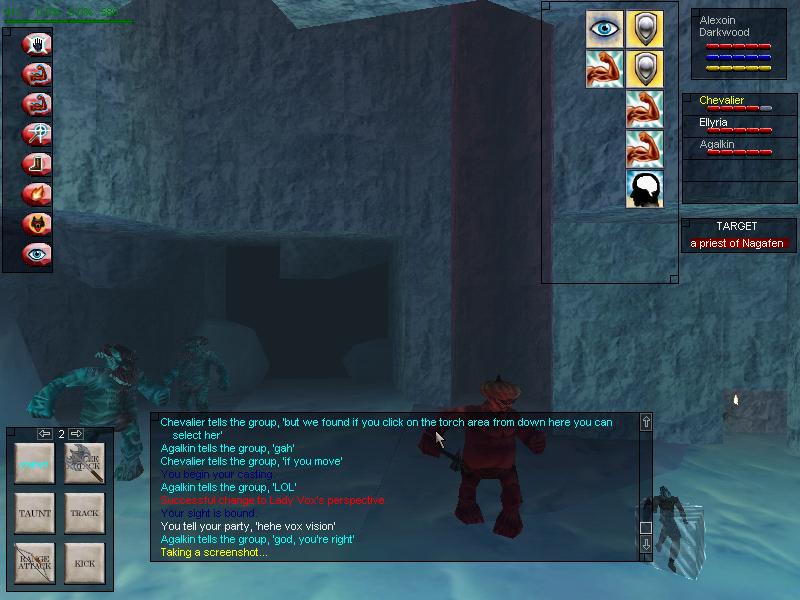 Alexoin
Darkwood
Chevalier
Ellyria
Agalkin
TARGET
a priest of Nagafen
Chevalier tells the group, 'but we found if you click on the torch area from down here you can
select her'
Agalkin tells the group, 'gah'
Chevalier tells the group, 'if you move'
You begin your casting.
Agalkin tells the group, 'LOL'
Successful change to Lady Vox's perspective.
Your sight is bound.
You tell your party, 'hehe vox vision'
Agalkin tells the group, 'god, you're right'
Taking a screenshot...
2
TAUNT
TRACK
RANGE
ATTACK
KICK